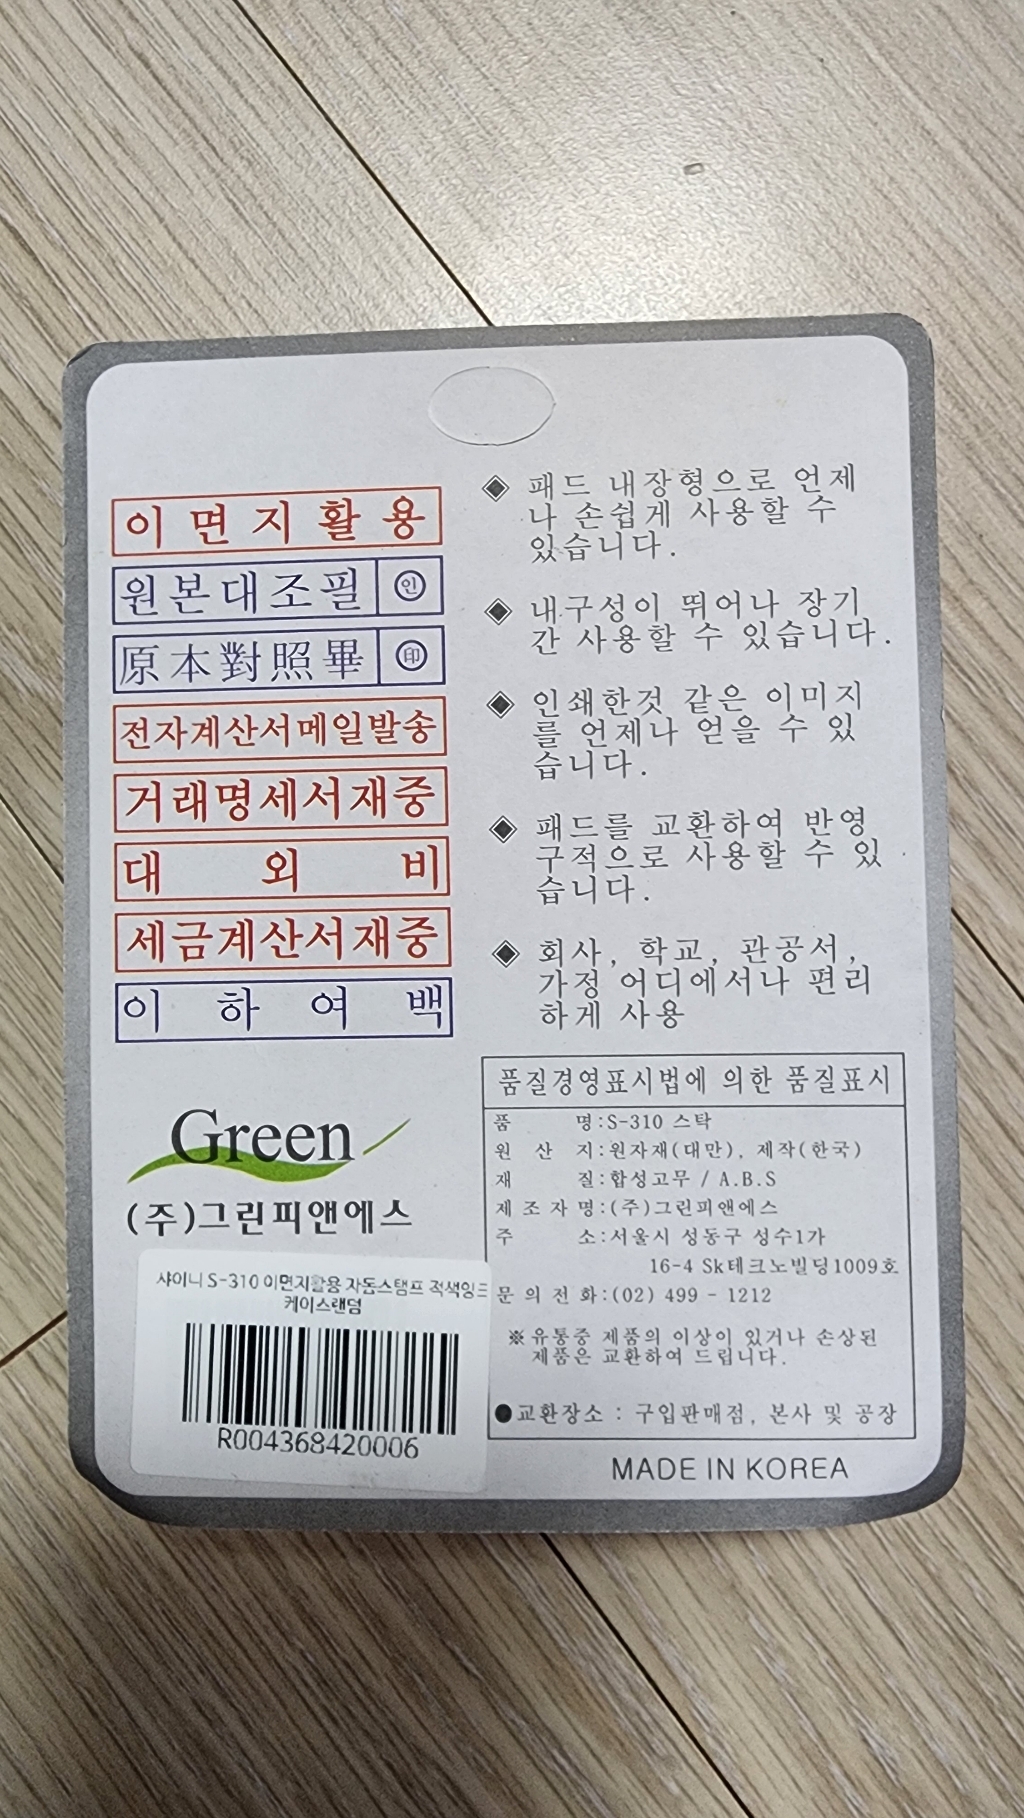 이면지활용
원본대조필 인
原本對照畢 印
전자계산서메일발송
거래명세서재중
대 외 비
세금계산서재중
이 하 여 백
Green
(주)그린피앤에스
샤이니 S-310 이면지활용 자동스탬프 적색잉크
케이스랜덤
R004368420006
◈ 패드 내장형으로 언제
나 손쉽게 사용할 수
있습니다.
◈ 내구성이 뛰어나 장기
간 사용할 수 있습니다.
◈ 인쇄한것 같은 이미지
를 언제나 얻을 수 있
습니다.
◈ 패드를 교환하여 반영
구적으로 사용할 수 있
습니다.
◈ 회사, 학교, 관공서,
가정 어디에서나 편리
하게 사용
품질경영표시법에 의한 품질표시
품 명:S-310 스탁
원 산 지:원자재(대만), 제작(한국)
재 질:합성고무 / A.B.S
제 조 자 명:(주)그린피앤에스
주 소:서울시 성동구 성수1가
16-4 Sk테크노빌딩1009호
문 의 전 화:(02) 499 - 1212
※유통중 제품의 이상이 있거나 손상된
제품은 교환하여 드립니다.
●교환장소 : 구입판매점, 본사 및 공장
MADE IN KOREA